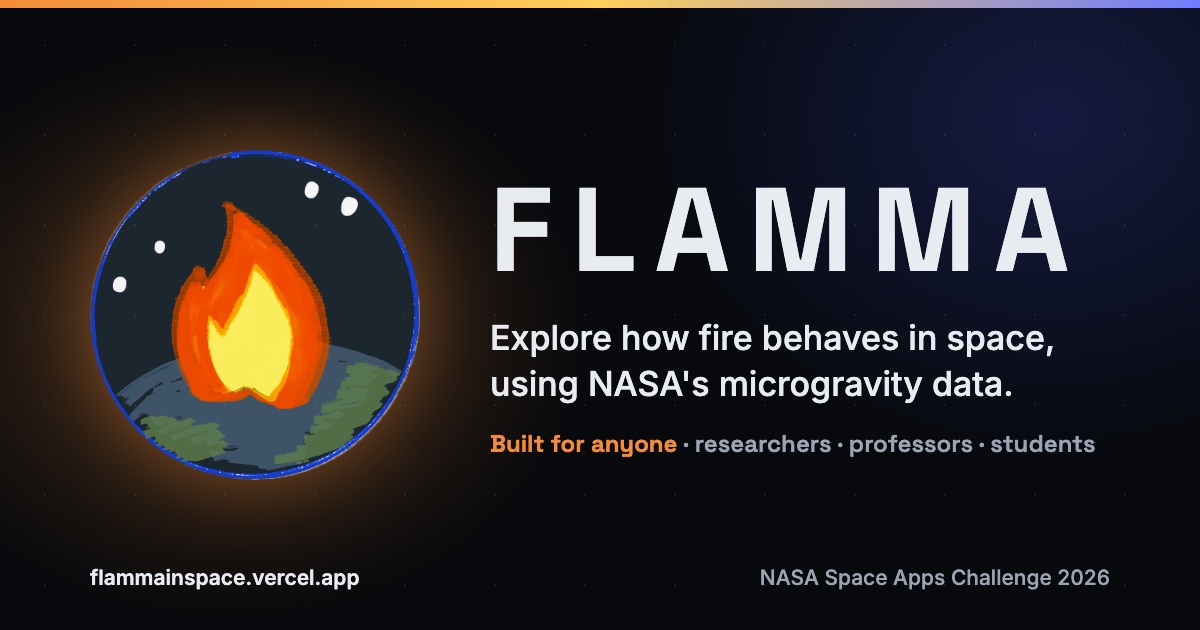 FLAMMA
Explore how fire behaves in space,
using NASA's microgravity data.
Built for anyone · researchers · professors · students
flammainspace.vercel.app
NASA Space Apps Challenge 2026